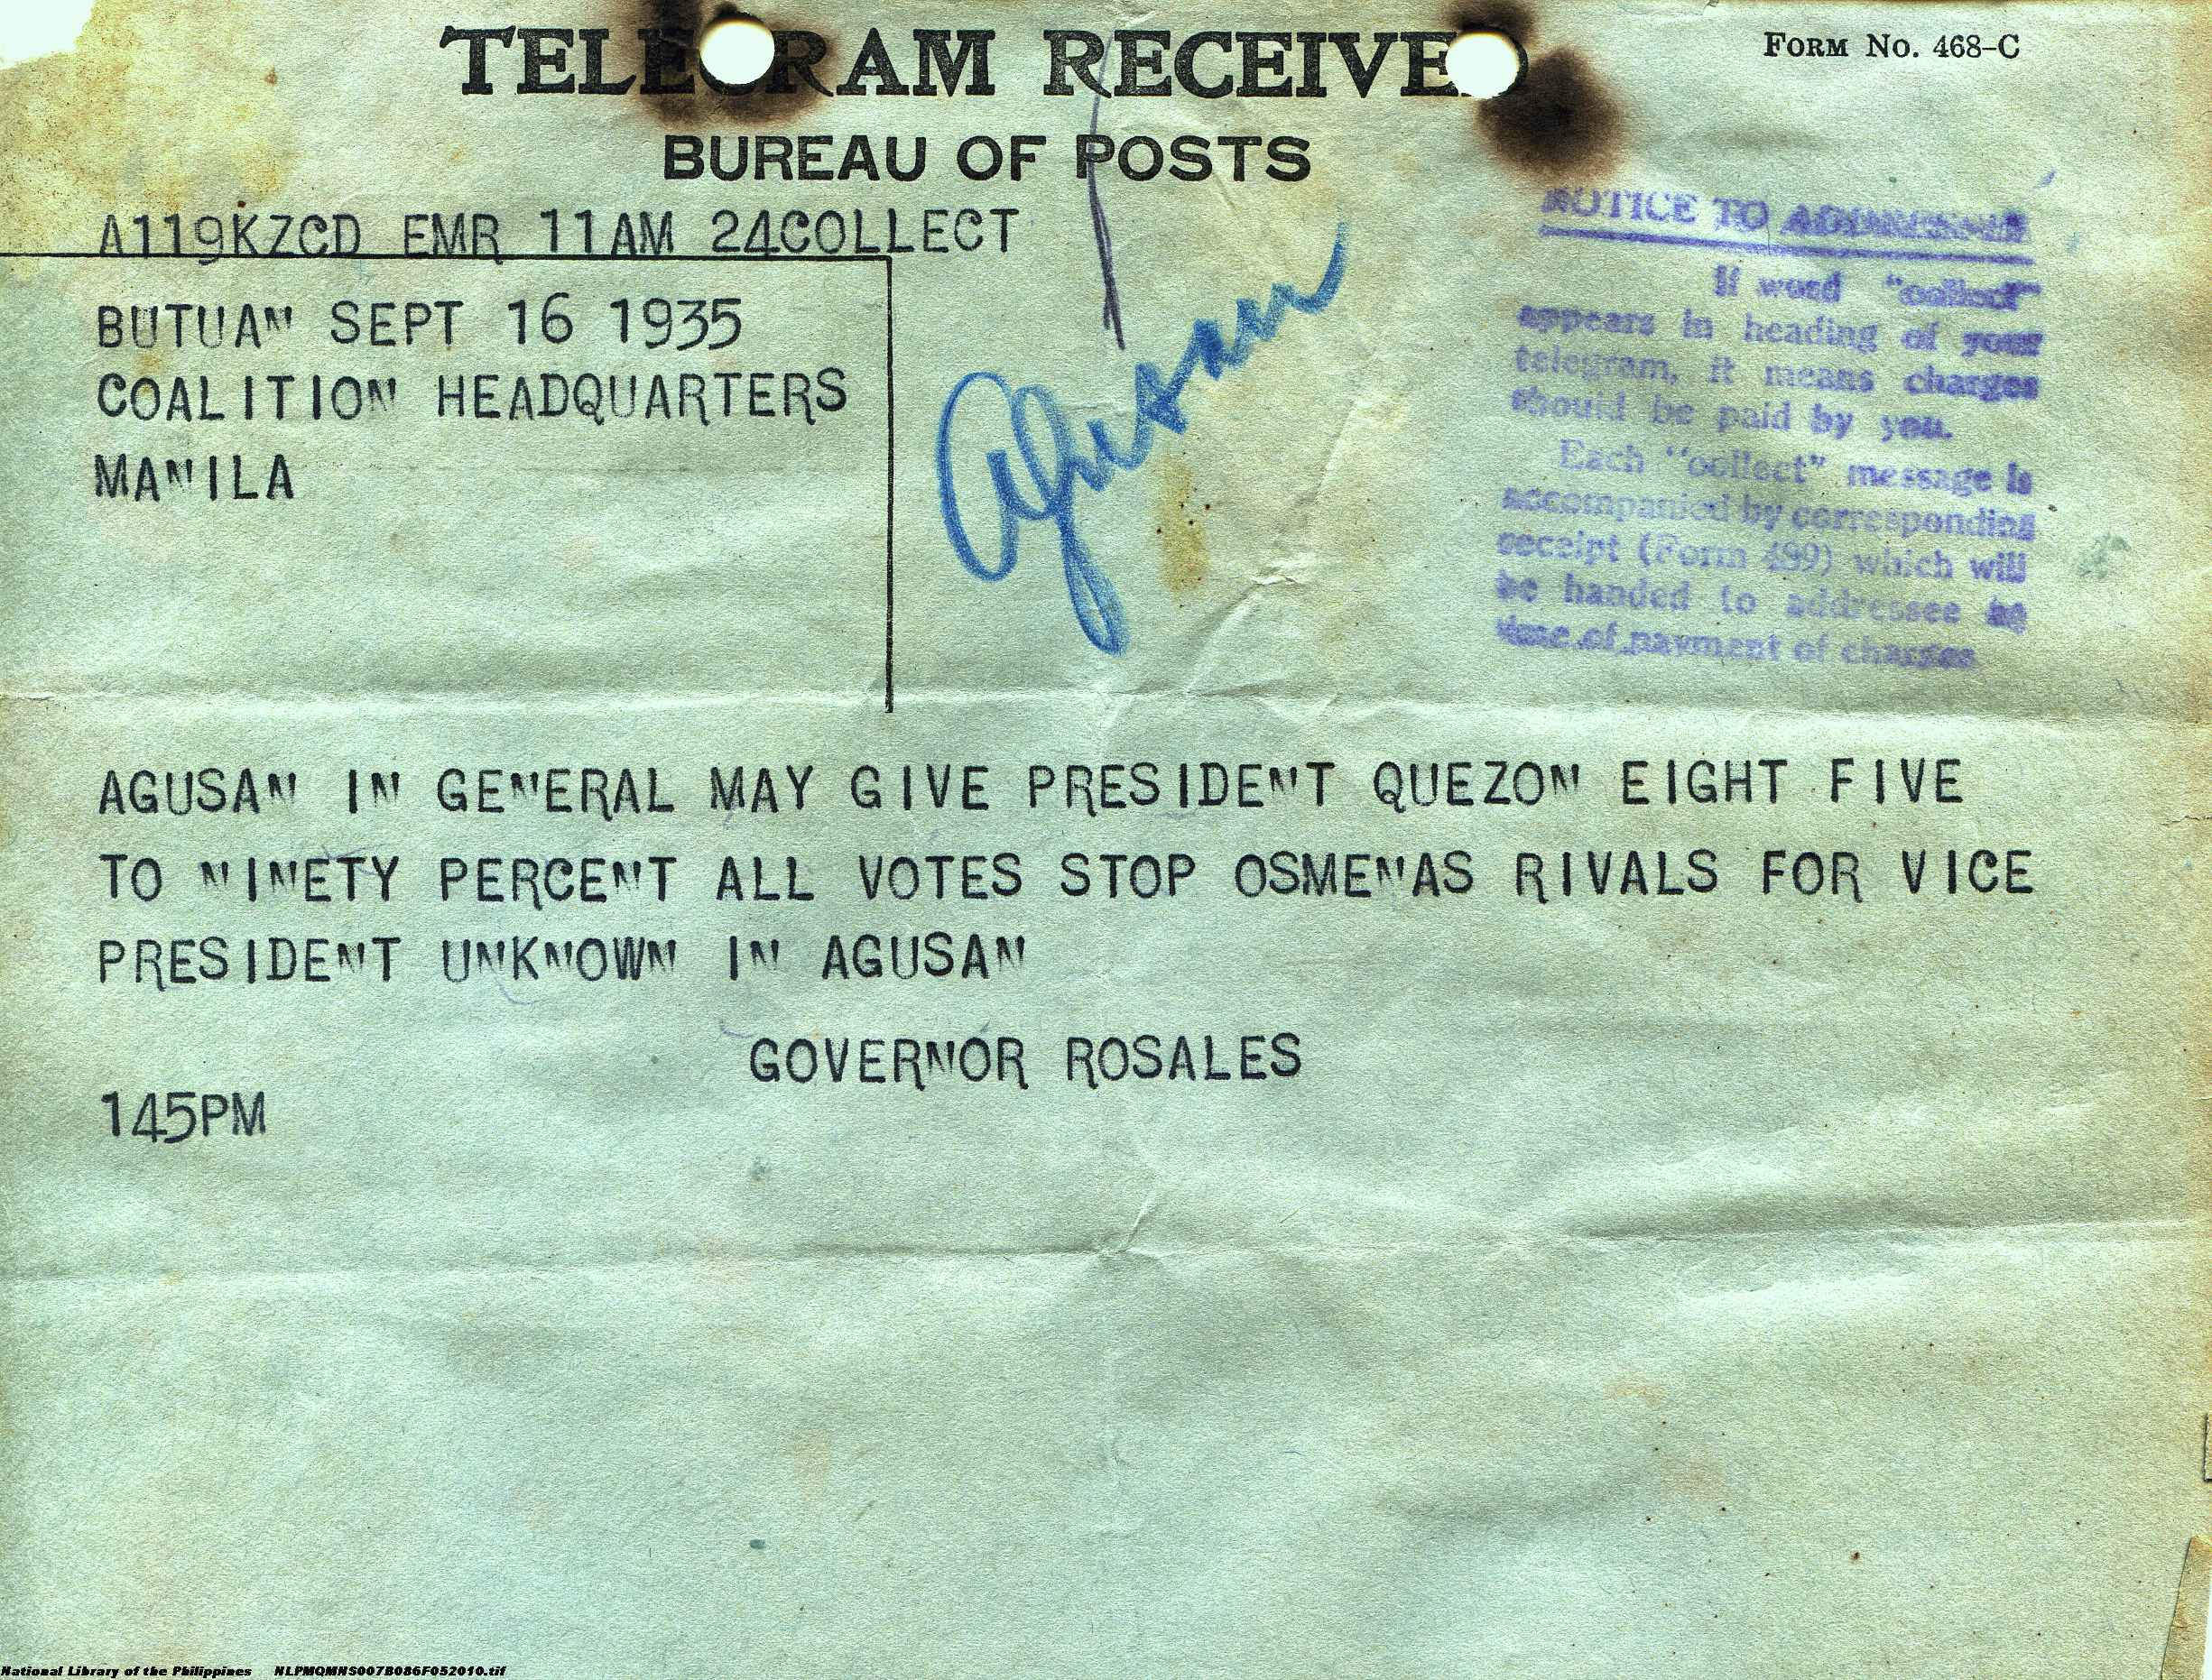 TELEGRAM RECEIVED
FORM NO. 468-C
BUREAU OF POSTS
A119KZCD EMR 11AM 24COLLECT
BUTUAN SEPT 16 1935
COALITION HEADQUARTERS
MANILA
Agusan
NOTICE TO ADDRESSEE
If word "collect"
appears in heading of your
telegram, it means charges
should be paid by you.
Each "collect" message is
accompanied by corresponding
receipt (Form 489) which will
be handed to addressee
time of payment of charges
AGUSAN IN GENERAL MAY GIVE PRESIDENT QUEZON EIGHT FIVE
TO NINETY PERCENT ALL VOTES STOP OSMENAS RIVALS FOR VICE
PRESIDENT UNKNOWN IN AGUSAN
GOVERNOR ROSALES
145PM
National Library of the Philippines NLPMQMNS007B086F052010.tif